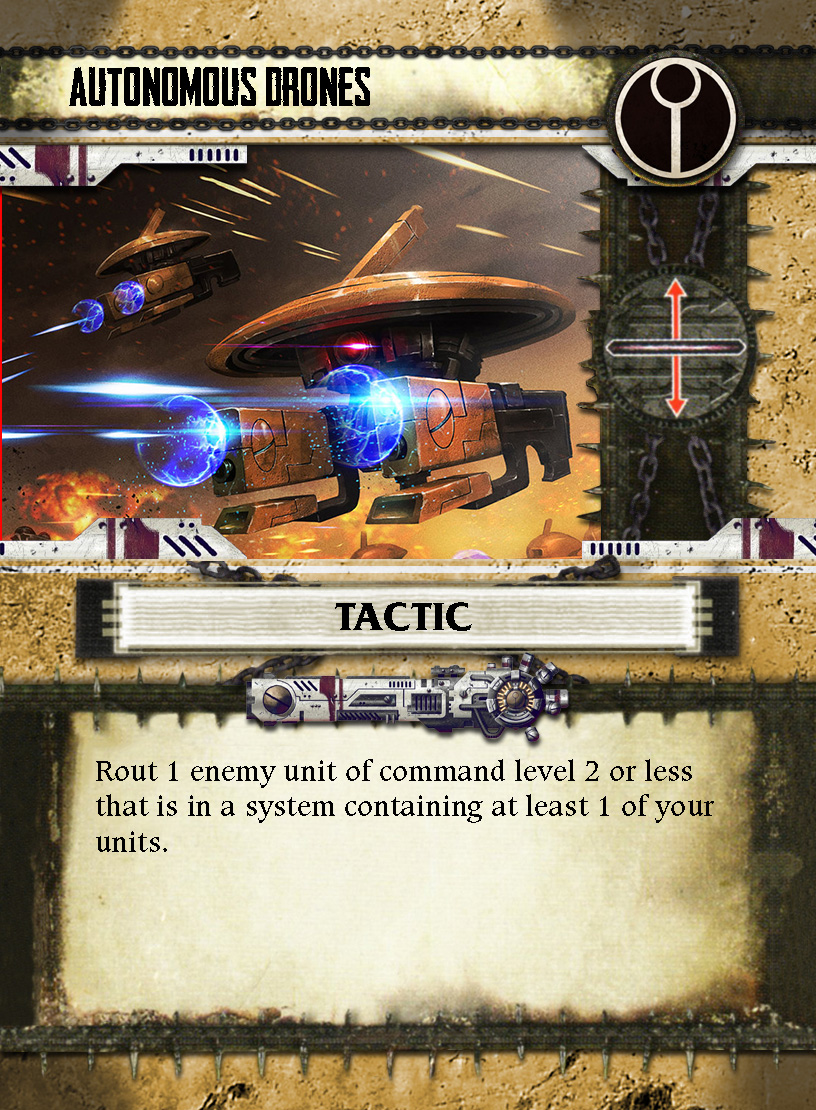 AUTONOMOUS DRONES
TACTIC
Rout 1 enemy unit of command level 2 or less
that is in a system containing at least 1 of your
units.